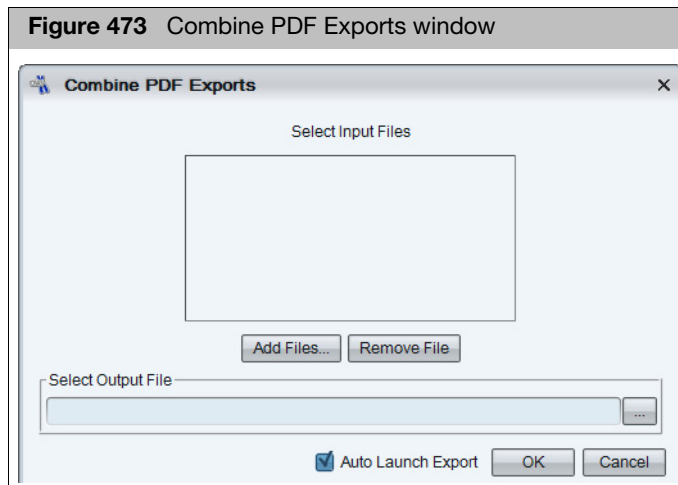 Figure 473 Combine PDF Exports window
Combine PDF Exports
Select Input Files
Add Files... Remove File
Select Output File
...
Auto Launch Export OK Cancel